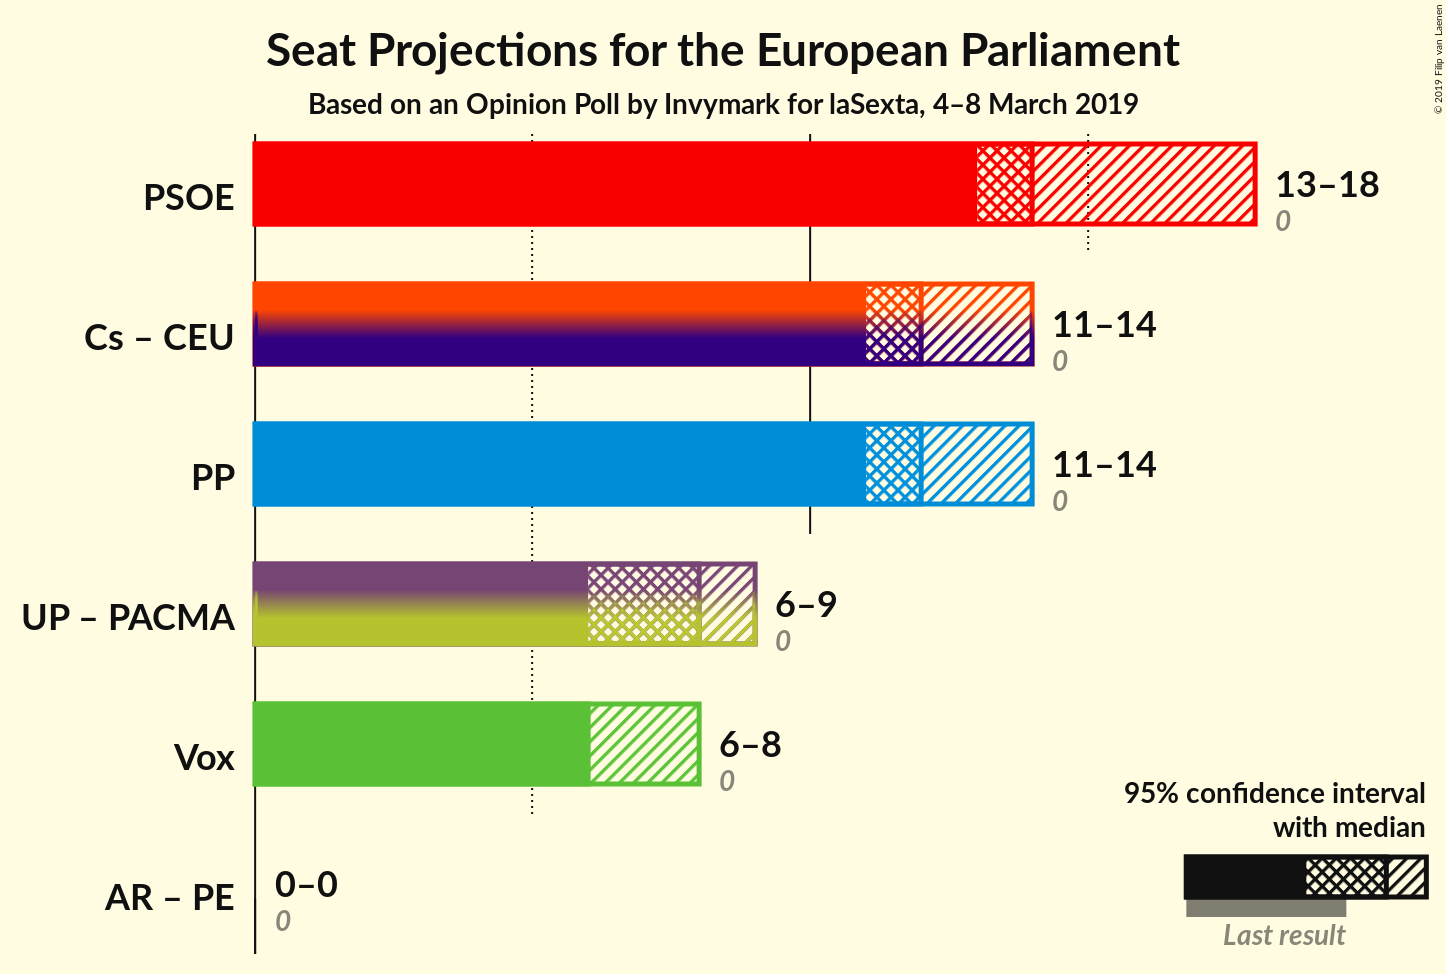 Seat Projections for the European Parliament
Based on an Opinion Poll by Invymark for laSexta, 4–8 March 2019
© 2019 Filip van Laenen
PSOE
13–18
0
Cs – CEU
11–14
0
PP
11–14
0
UP – PACMA
6–9
0
Vox
6–8
0
AR – PE
0–0
0
95% confidence interval
with median
Last result